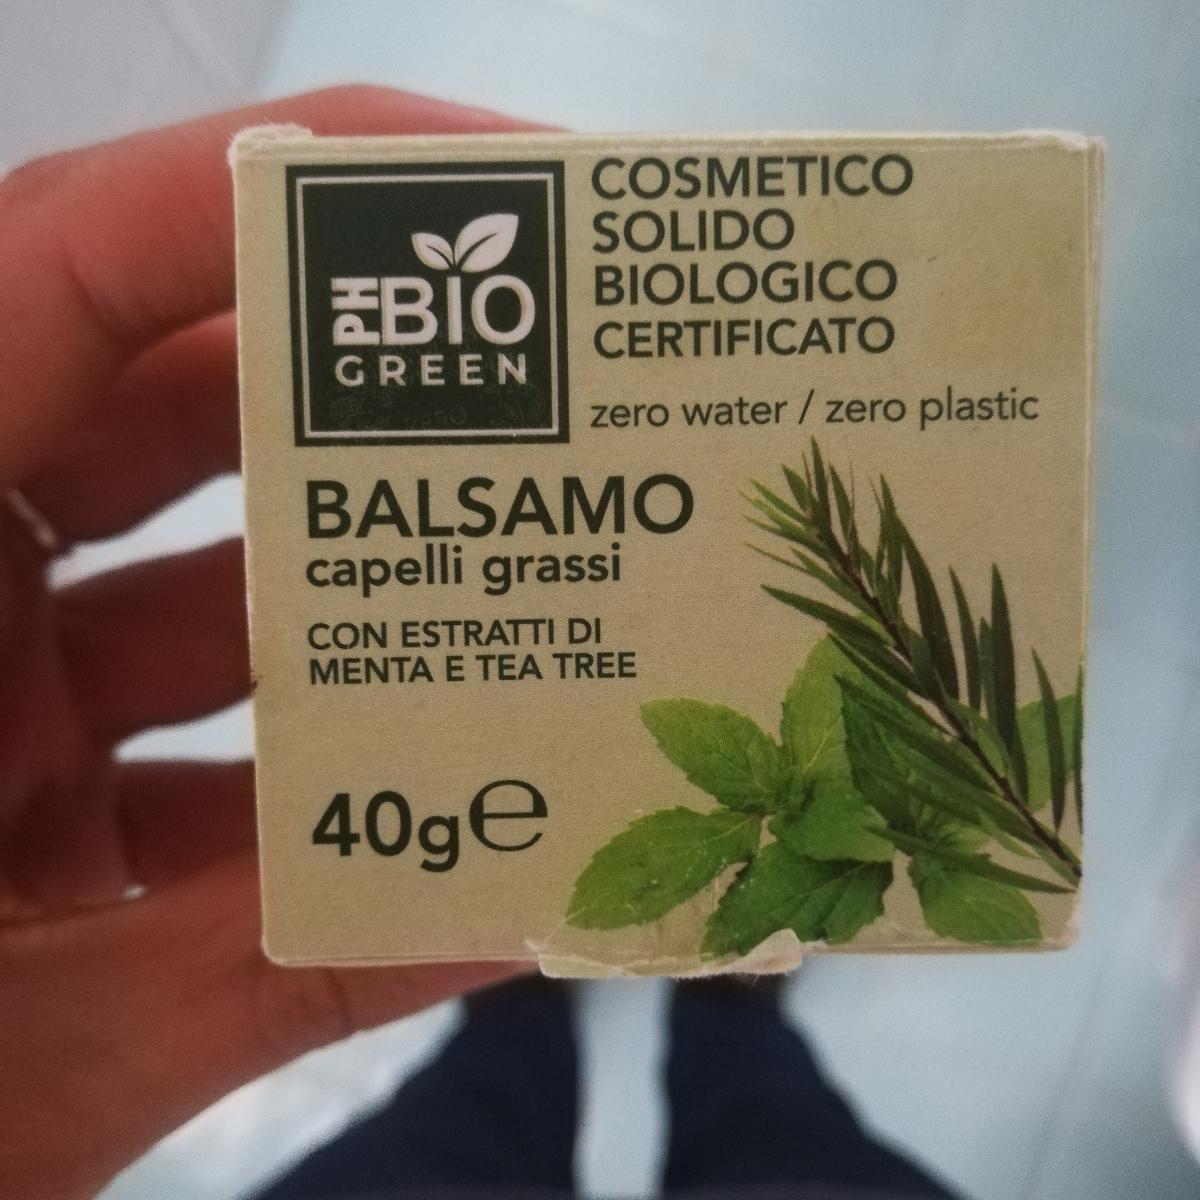 PH BIO
GREEN
COSMETICO
SOLIDO
BIOLOGICO
CERTIFICATO
zero water / zero plastic
BALSAMO
capelli grassi
CON ESTRATTI DI
MENTA E TEA TREE
40g e